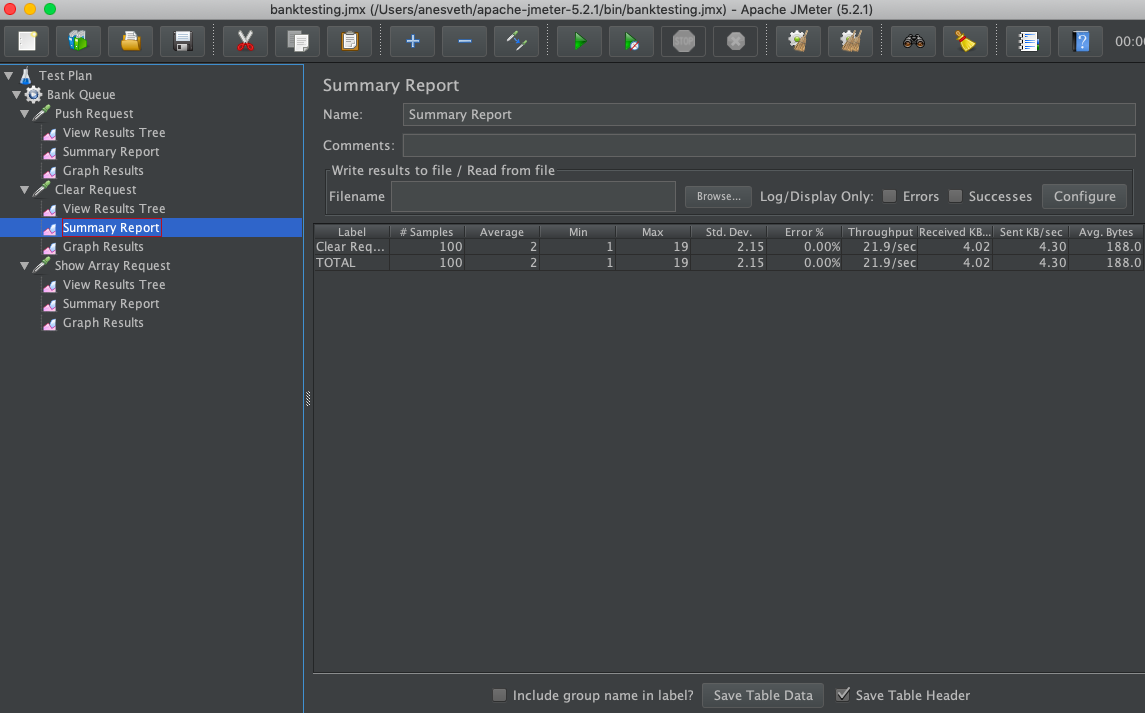 banktesting.jmx (/Users/anesveth/apache-jmeter-5.2.1/bin/banktesting.jmx) - Apache JMeter (5.2.1)
STOP
00:0
Test Plan
Bank Queue
Push Request
View Results Tree
Summary Report
Graph Results
Clear Request
View Results Tree
Summary Report
Graph Results
Show Array Request
View Results Tree
Summary Report
Graph Results
Summary Report
Name: Summary Report
Comments:
Write results to file / Read from file
Filename Browse... Log/Display Only: Errors Successes Configure
Label # Samples Average Min Max Std. Dev. Error % Throughput Received KB... Sent KB/sec Avg. Bytes
Clear Req... 100 2 1 19 2.15 0.00% 21.9/sec 4.02 4.30 188.0
TOTAL 100 2 1 19 2.15 0.00% 21.9/sec 4.02 4.30 188.0
Include group name in label? Save Table Data Save Table Header